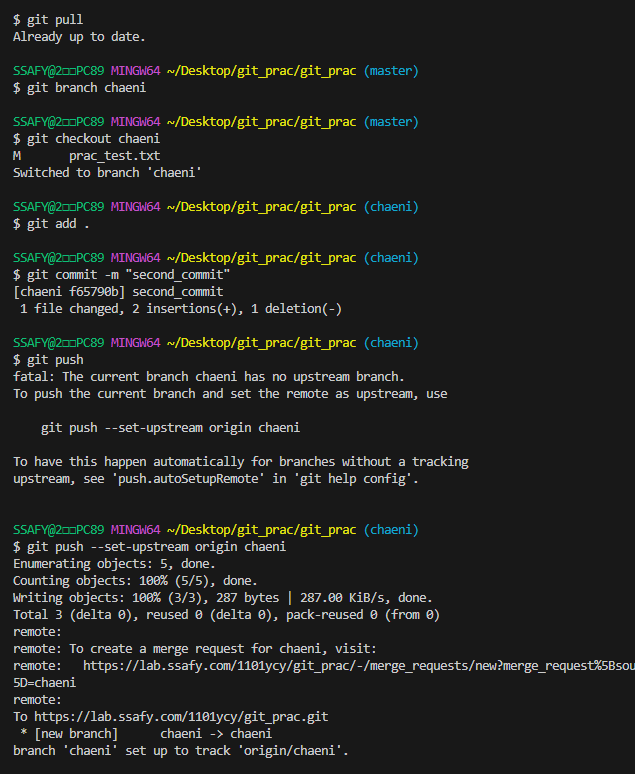 $ git pull
Already up to date.
SSAFY@2□□PC89 MINGW64 ~/Desktop/git_prac/git_prac (master)
$ git branch chaeni
SSAFY@2□□PC89 MINGW64 ~/Desktop/git_prac/git_prac (master)
$ git checkout chaeni
M       prac_test.txt
Switched to branch 'chaeni'
SSAFY@2□□PC89 MINGW64 ~/Desktop/git_prac/git_prac (chaeni)
$ git add .
SSAFY@2□□PC89 MINGW64 ~/Desktop/git_prac/git_prac (chaeni)
$ git commit -m "second_commit"
[chaeni f65790b] second_commit
 1 file changed, 2 insertions(+), 1 deletion(-)
SSAFY@2□□PC89 MINGW64 ~/Desktop/git_prac/git_prac (chaeni)
$ git push
fatal: The current branch chaeni has no upstream branch.
To push the current branch and set the remote as upstream, use
    git push --set-upstream origin chaeni
To have this happen automatically for branches without a tracking
upstream, see 'push.autoSetupRemote' in 'git help config'.
SSAFY@2□□PC89 MINGW64 ~/Desktop/git_prac/git_prac (chaeni)
$ git push --set-upstream origin chaeni
Enumerating objects: 5, done.
Counting objects: 100% (5/5), done.
Writing objects: 100% (3/3), 287 bytes | 287.00 KiB/s, done.
Total 3 (delta 0), reused 0 (delta 0), pack-reused 0 (from 0)
remote:
remote: To create a merge request for chaeni, visit:
remote:   https://lab.ssafy.com/1101ycy/git_prac/-/merge_requests/new?merge_request%5Bsou
5D=chaeni
remote:
To https://lab.ssafy.com/1101ycy/git_prac.git
 * [new branch]      chaeni -> chaeni
branch 'chaeni' set up to track 'origin/chaeni'.